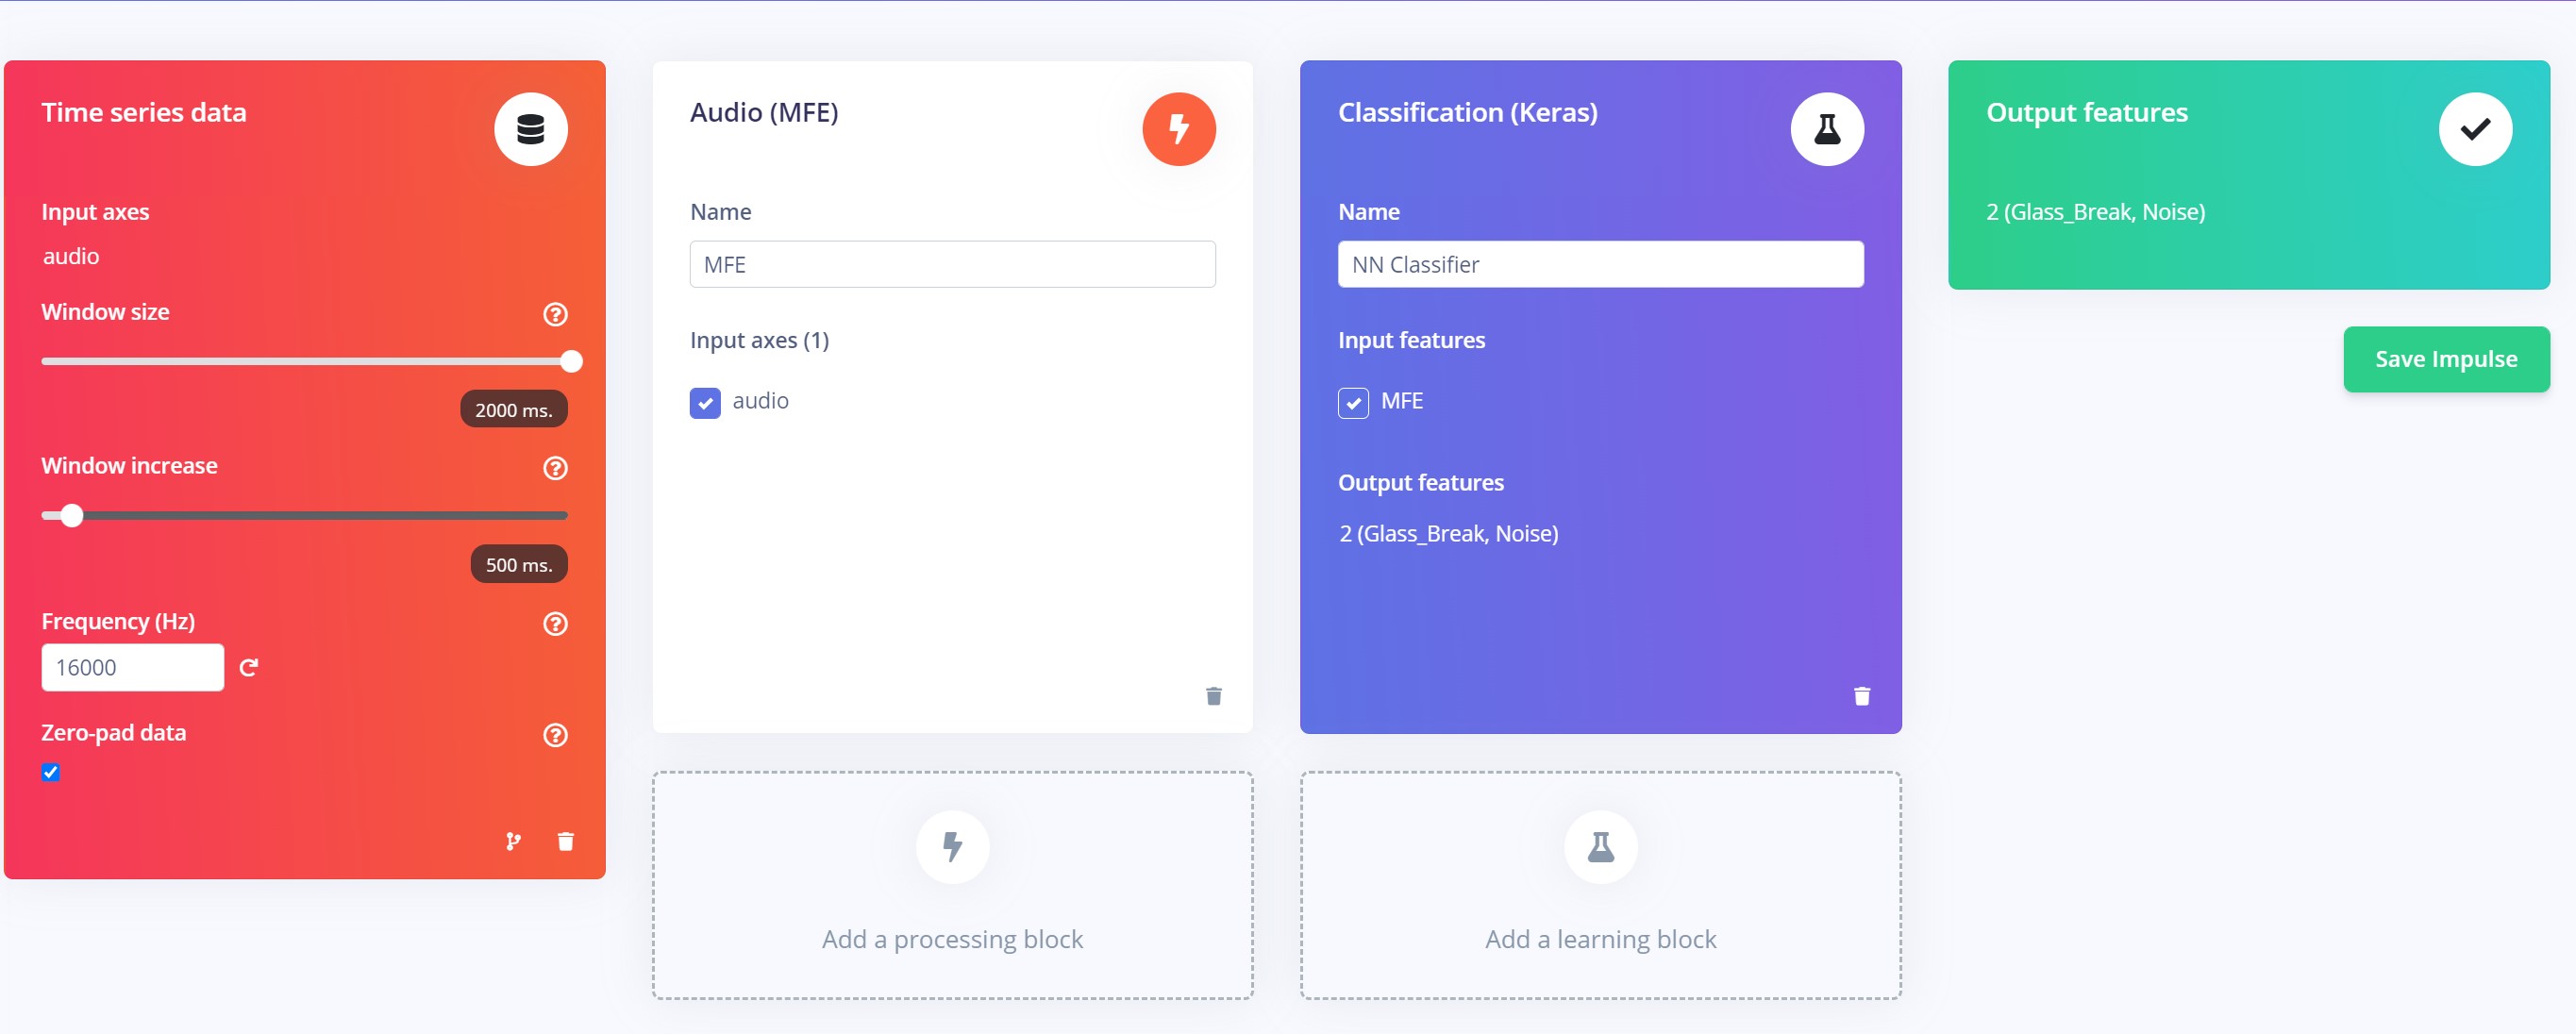 Time series data
Input axes
audio
Window size
2000 ms.
Window increase
500 ms.
Frequency (Hz)
16000
Zero-pad data
Audio (MFE)
Name
MFE
Input axes (1)
audio
Add a processing block
Classification (Keras)
Name
NN Classifier
Input features
MFE
Output features
2 (Glass_Break, Noise)
Add a learning block
Output features
2 (Glass_Break, Noise)
Save Impulse